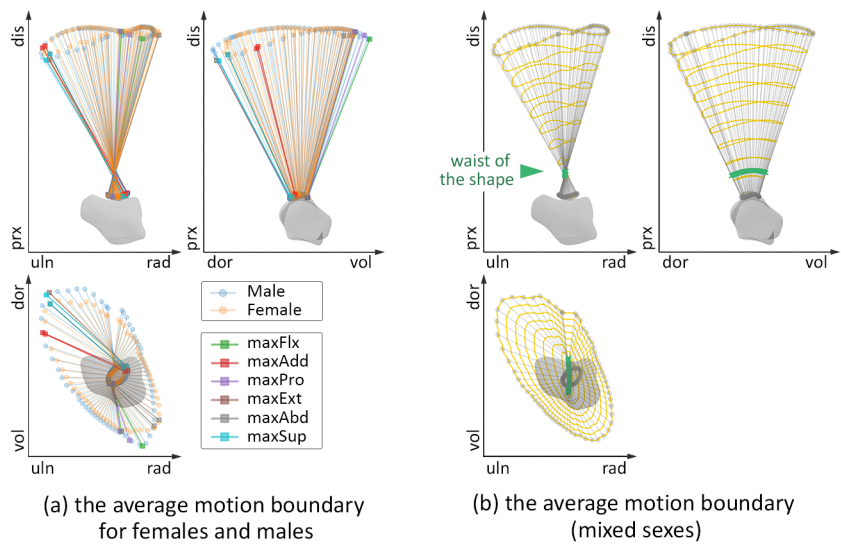 dis
prx
uln
rad
dis
prx
dor
vol
dor
vol
uln
rad
Male
Female
maxFlx
maxAdd
maxPro
maxExt
maxAbd
maxSup
(a) the average motion boundary
for females and males
dis
prx
uln
rad
waist of
the shape
dis
prx
dor
vol
dor
vol
uln
rad
(b) the average motion boundary
(mixed sexes)